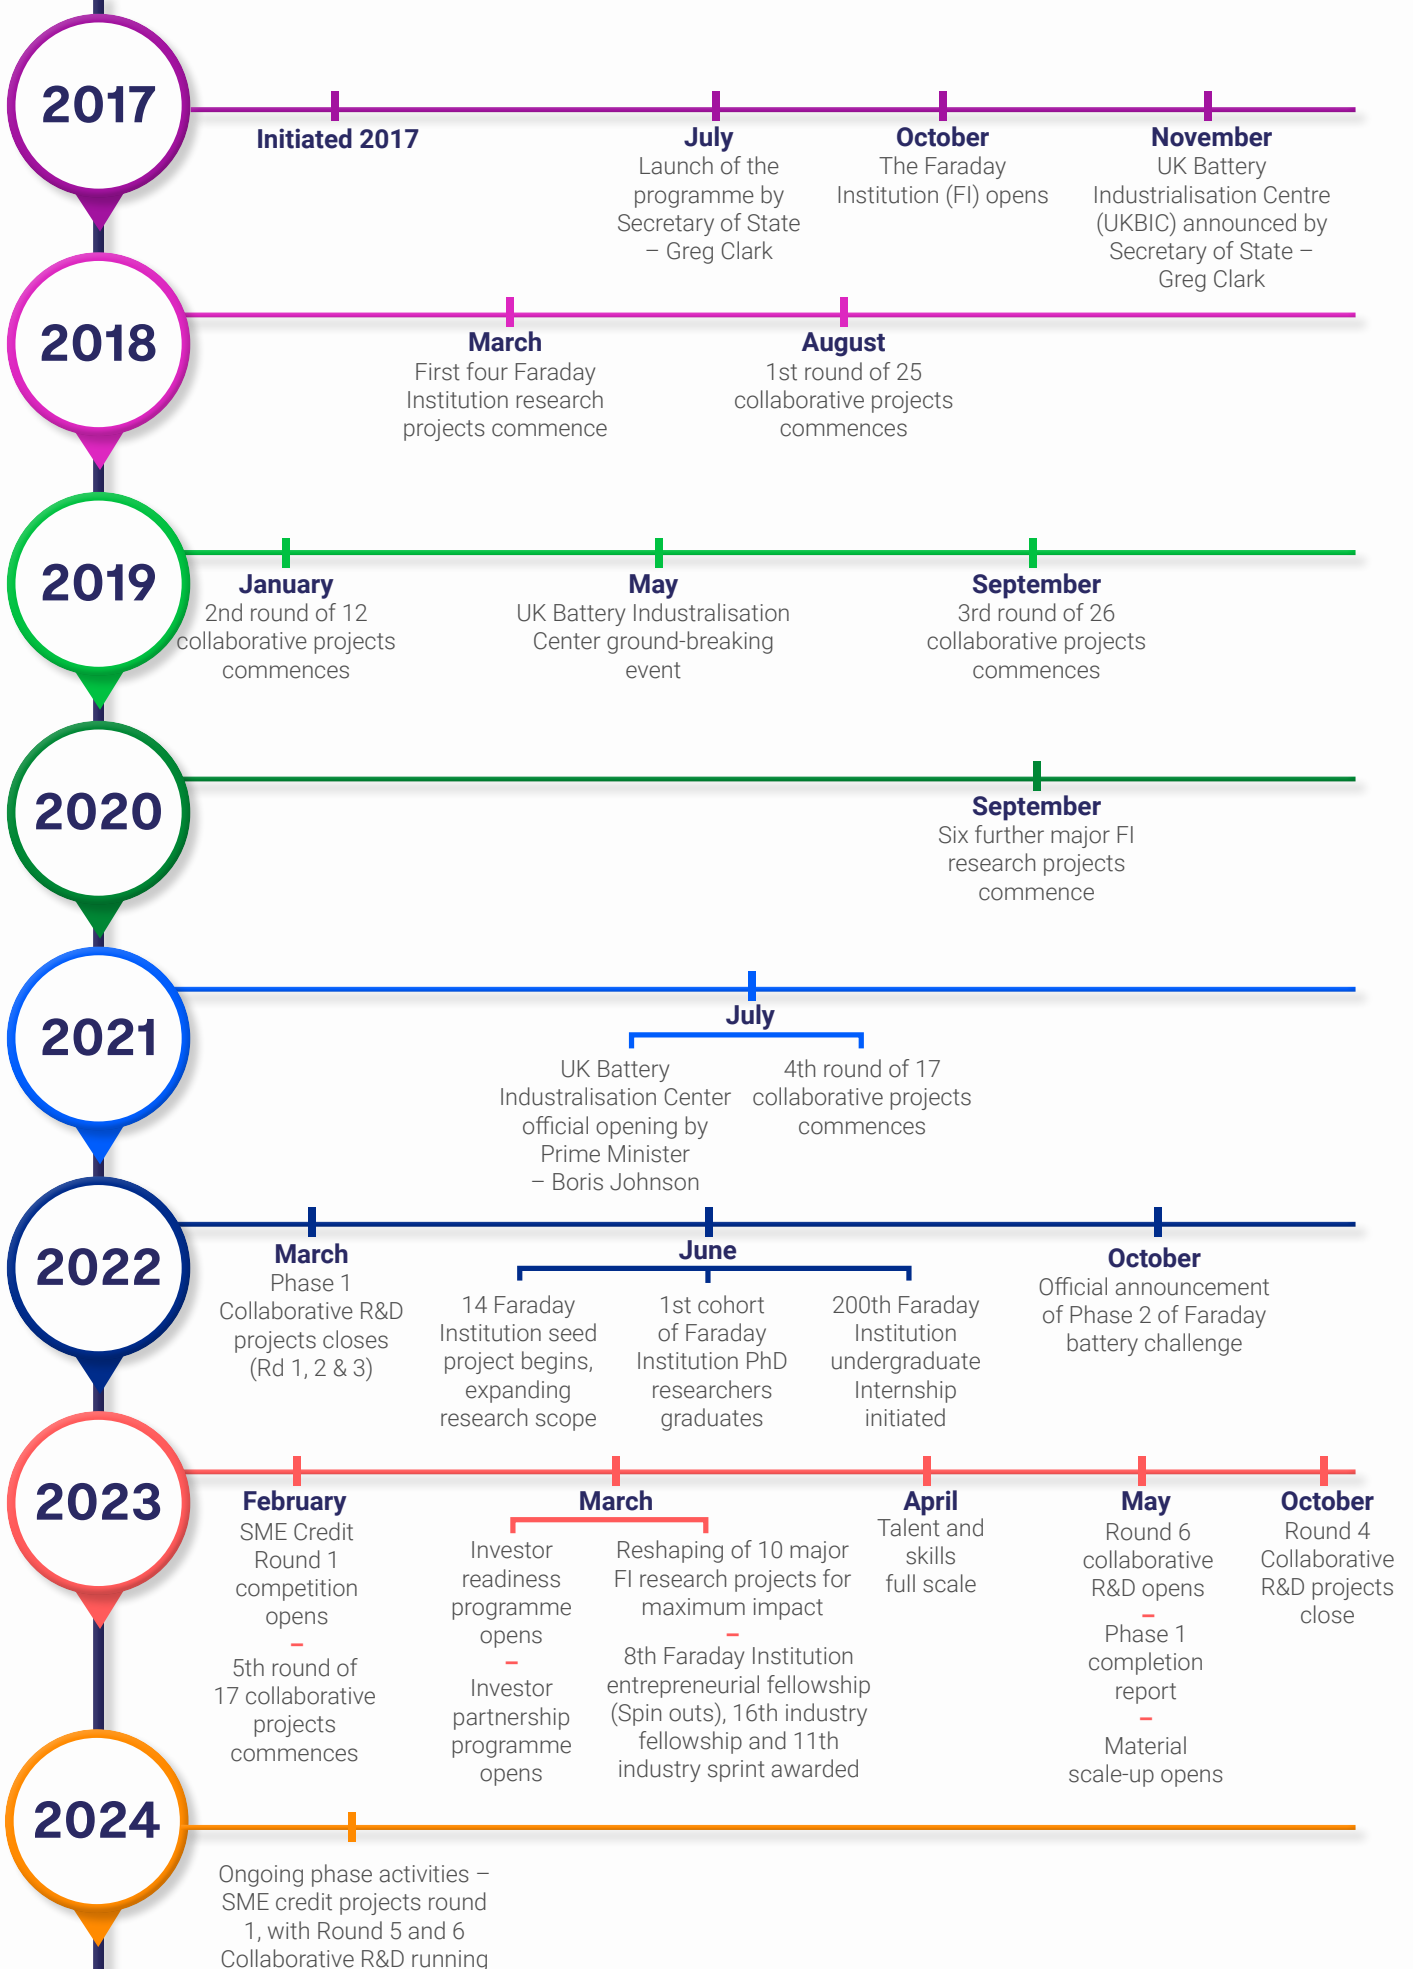 2017
Initiated 2017
July
Launch of the
programme by
Secretary of State
– Greg Clark
October
The Faraday
Institution (FI) opens
November
UK Battery
Industrialisation Centre
(UKBIC) announced by
Secretary of State –
Greg Clark
2018
March
First four Faraday
Institution research
projects commence
August
1st round of 25
collaborative projects
commences
2019
January
2nd round of 12
collaborative projects
commences
May
UK Battery Industralisation
Center ground-breaking
event
September
3rd round of 26
collaborative projects
commences
2020
September
Six further major FI
research projects
commence
2021
July
UK Battery
Industralisation Center
official opening by
Prime Minister
– Boris Johnson
4th round of 17
collaborative projects
commences
2022
March
Phase 1
Collaborative R&D
projects closes
(Rd 1, 2 & 3)
June
14 Faraday
Institution seed
project begins,
expanding
research scope
1st cohort
of Faraday
Institution PhD
researchers
graduates
200th Faraday
Institution
undergraduate
Internship
initiated
October
Official announcement
of Phase 2 of Faraday
battery challenge
2023
February
SME Credit
Round 1
competition
opens
–
5th round of
17 collaborative
projects
commences
March
Investor
readiness
programme
opens
–
Investor
partnership
programme
opens
Reshaping of 10 major
FI research projects for
maximum impact
–
8th Faraday Institution
entrepreneurial fellowship
(Spin outs), 16th industry
fellowship and 11th
industry sprint awarded
April
Talent and
skills
full scale
May
Round 6
collaborative
R&D opens
–
Phase 1
completion
report
–
Material
scale-up opens
October
Round 4
Collaborative
R&D projects
close
2024
Ongoing phase activities –
SME credit projects round
1, with Round 5 and 6
Collaborative R&D running